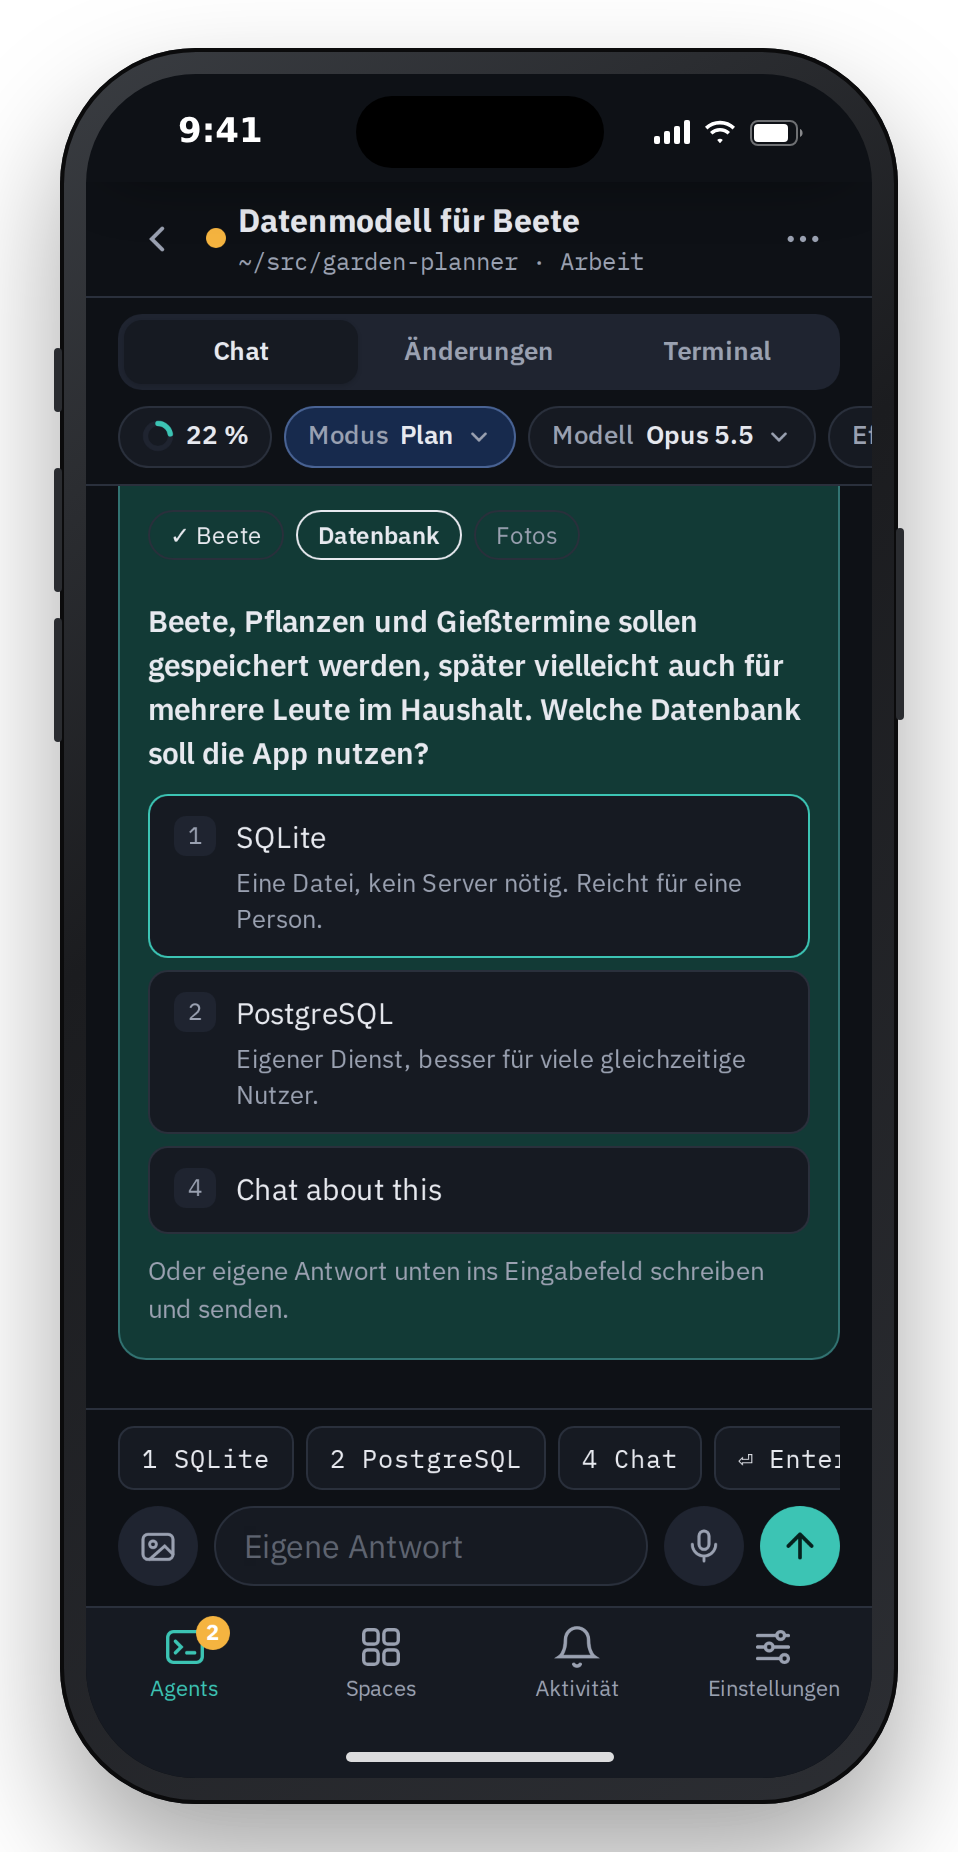 9:41
Datenmodell für Beete
~/src/garden-planner · Arbeit
Chat Änderungen Terminal
22 % Modus Plan Modell Opus 5.5
✓ Beete Datenbank Fotos
Beete, Pflanzen und Gießtermine sollen
gespeichert werden, später vielleicht auch für
mehrere Leute im Haushalt. Welche Datenbank
soll die App nutzen?
1 SQLite
Eine Datei, kein Server nötig. Reicht für eine
Person.
2 PostgreSQL
Eigener Dienst, besser für viele gleichzeitige
Nutzer.
4 Chat about this
Oder eigene Antwort unten ins Eingabefeld schreiben
und senden.
1 SQLite 2 PostgreSQL 4 Chat ⏎ Enter
Eigene Antwort
2
Agents Spaces Aktivität Einstellungen